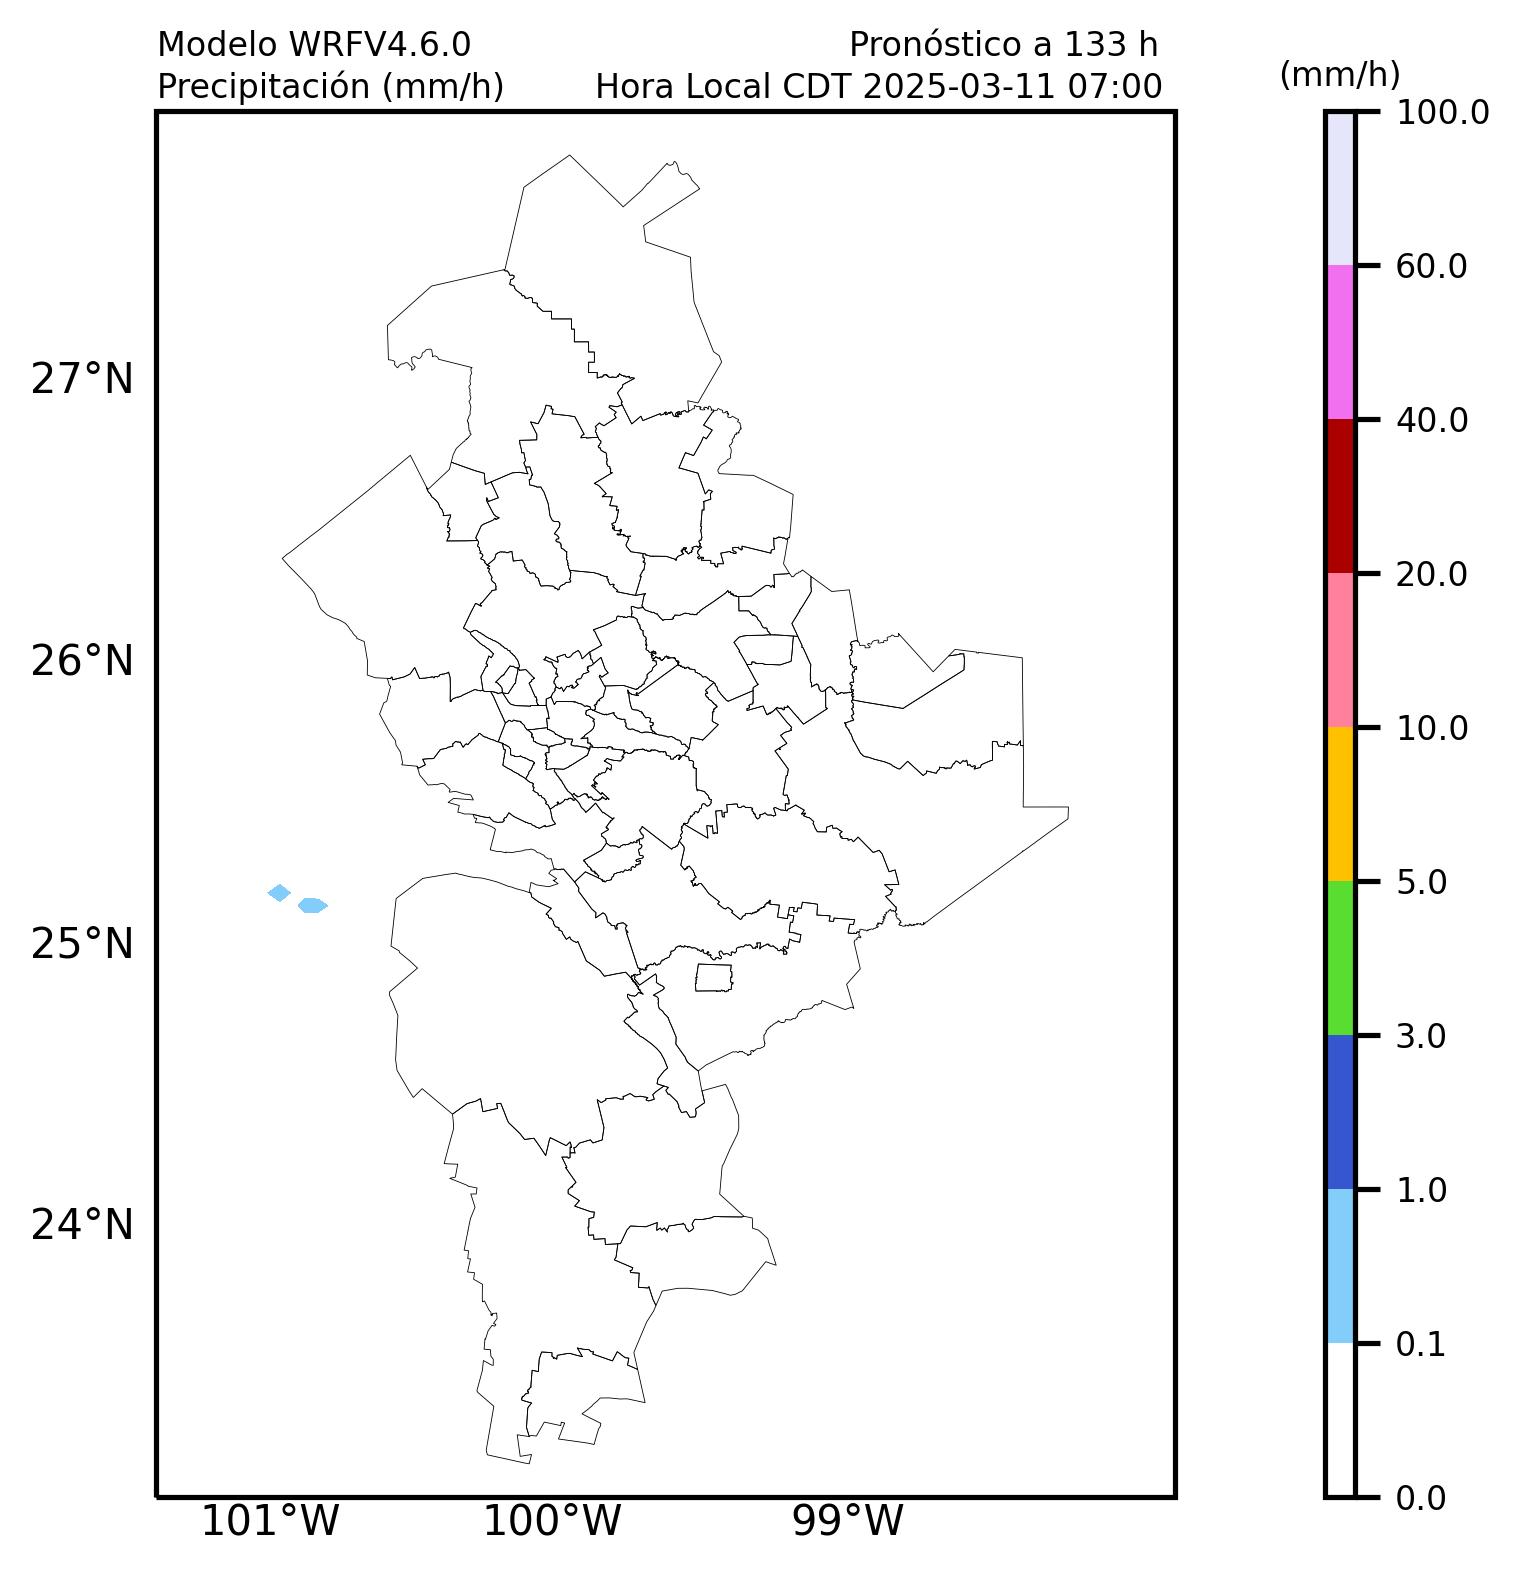 Modelo WRFV4.6.0
Pronóstico a 133 h
Precipitación (mm/h)
Hora Local CDT 2025-03-11 07:00
(mm/h)
100.0
60.0
40.0
20.0
10.0
5.0
3.0
1.0
0.1
0.0
27°N
26°N
25°N
24°N
101°W
100°W
99°W